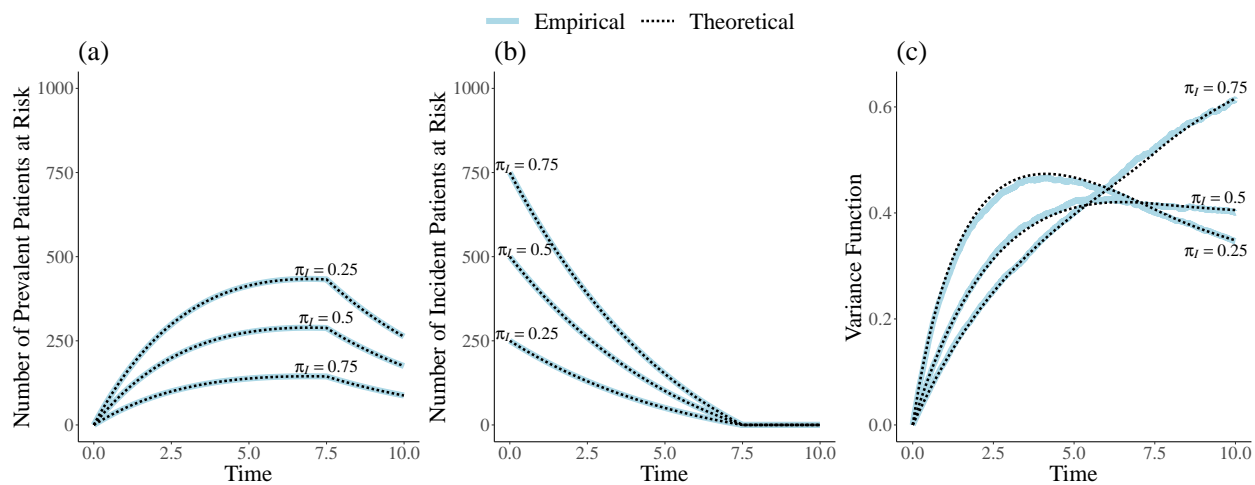 Empirical Theoretical
(a)
Number of Prevalent Patients at Risk
1000
750
500
250
0
π_I = 0.25
π_I = 0.5
π_I = 0.75
0.0 2.5 5.0 7.5 10.0
Time
(b)
Number of Incident Patients at Risk
1000
750
500
250
0
π_I = 0.75
π_I = 0.5
π_I = 0.25
0.0 2.5 5.0 7.5 10.0
Time
(c)
Variance Function
0.6
0.4
0.2
0.0
π_I = 0.75
π_I = 0.5
π_I = 0.25
0.0 2.5 5.0 7.5 10.0
Time